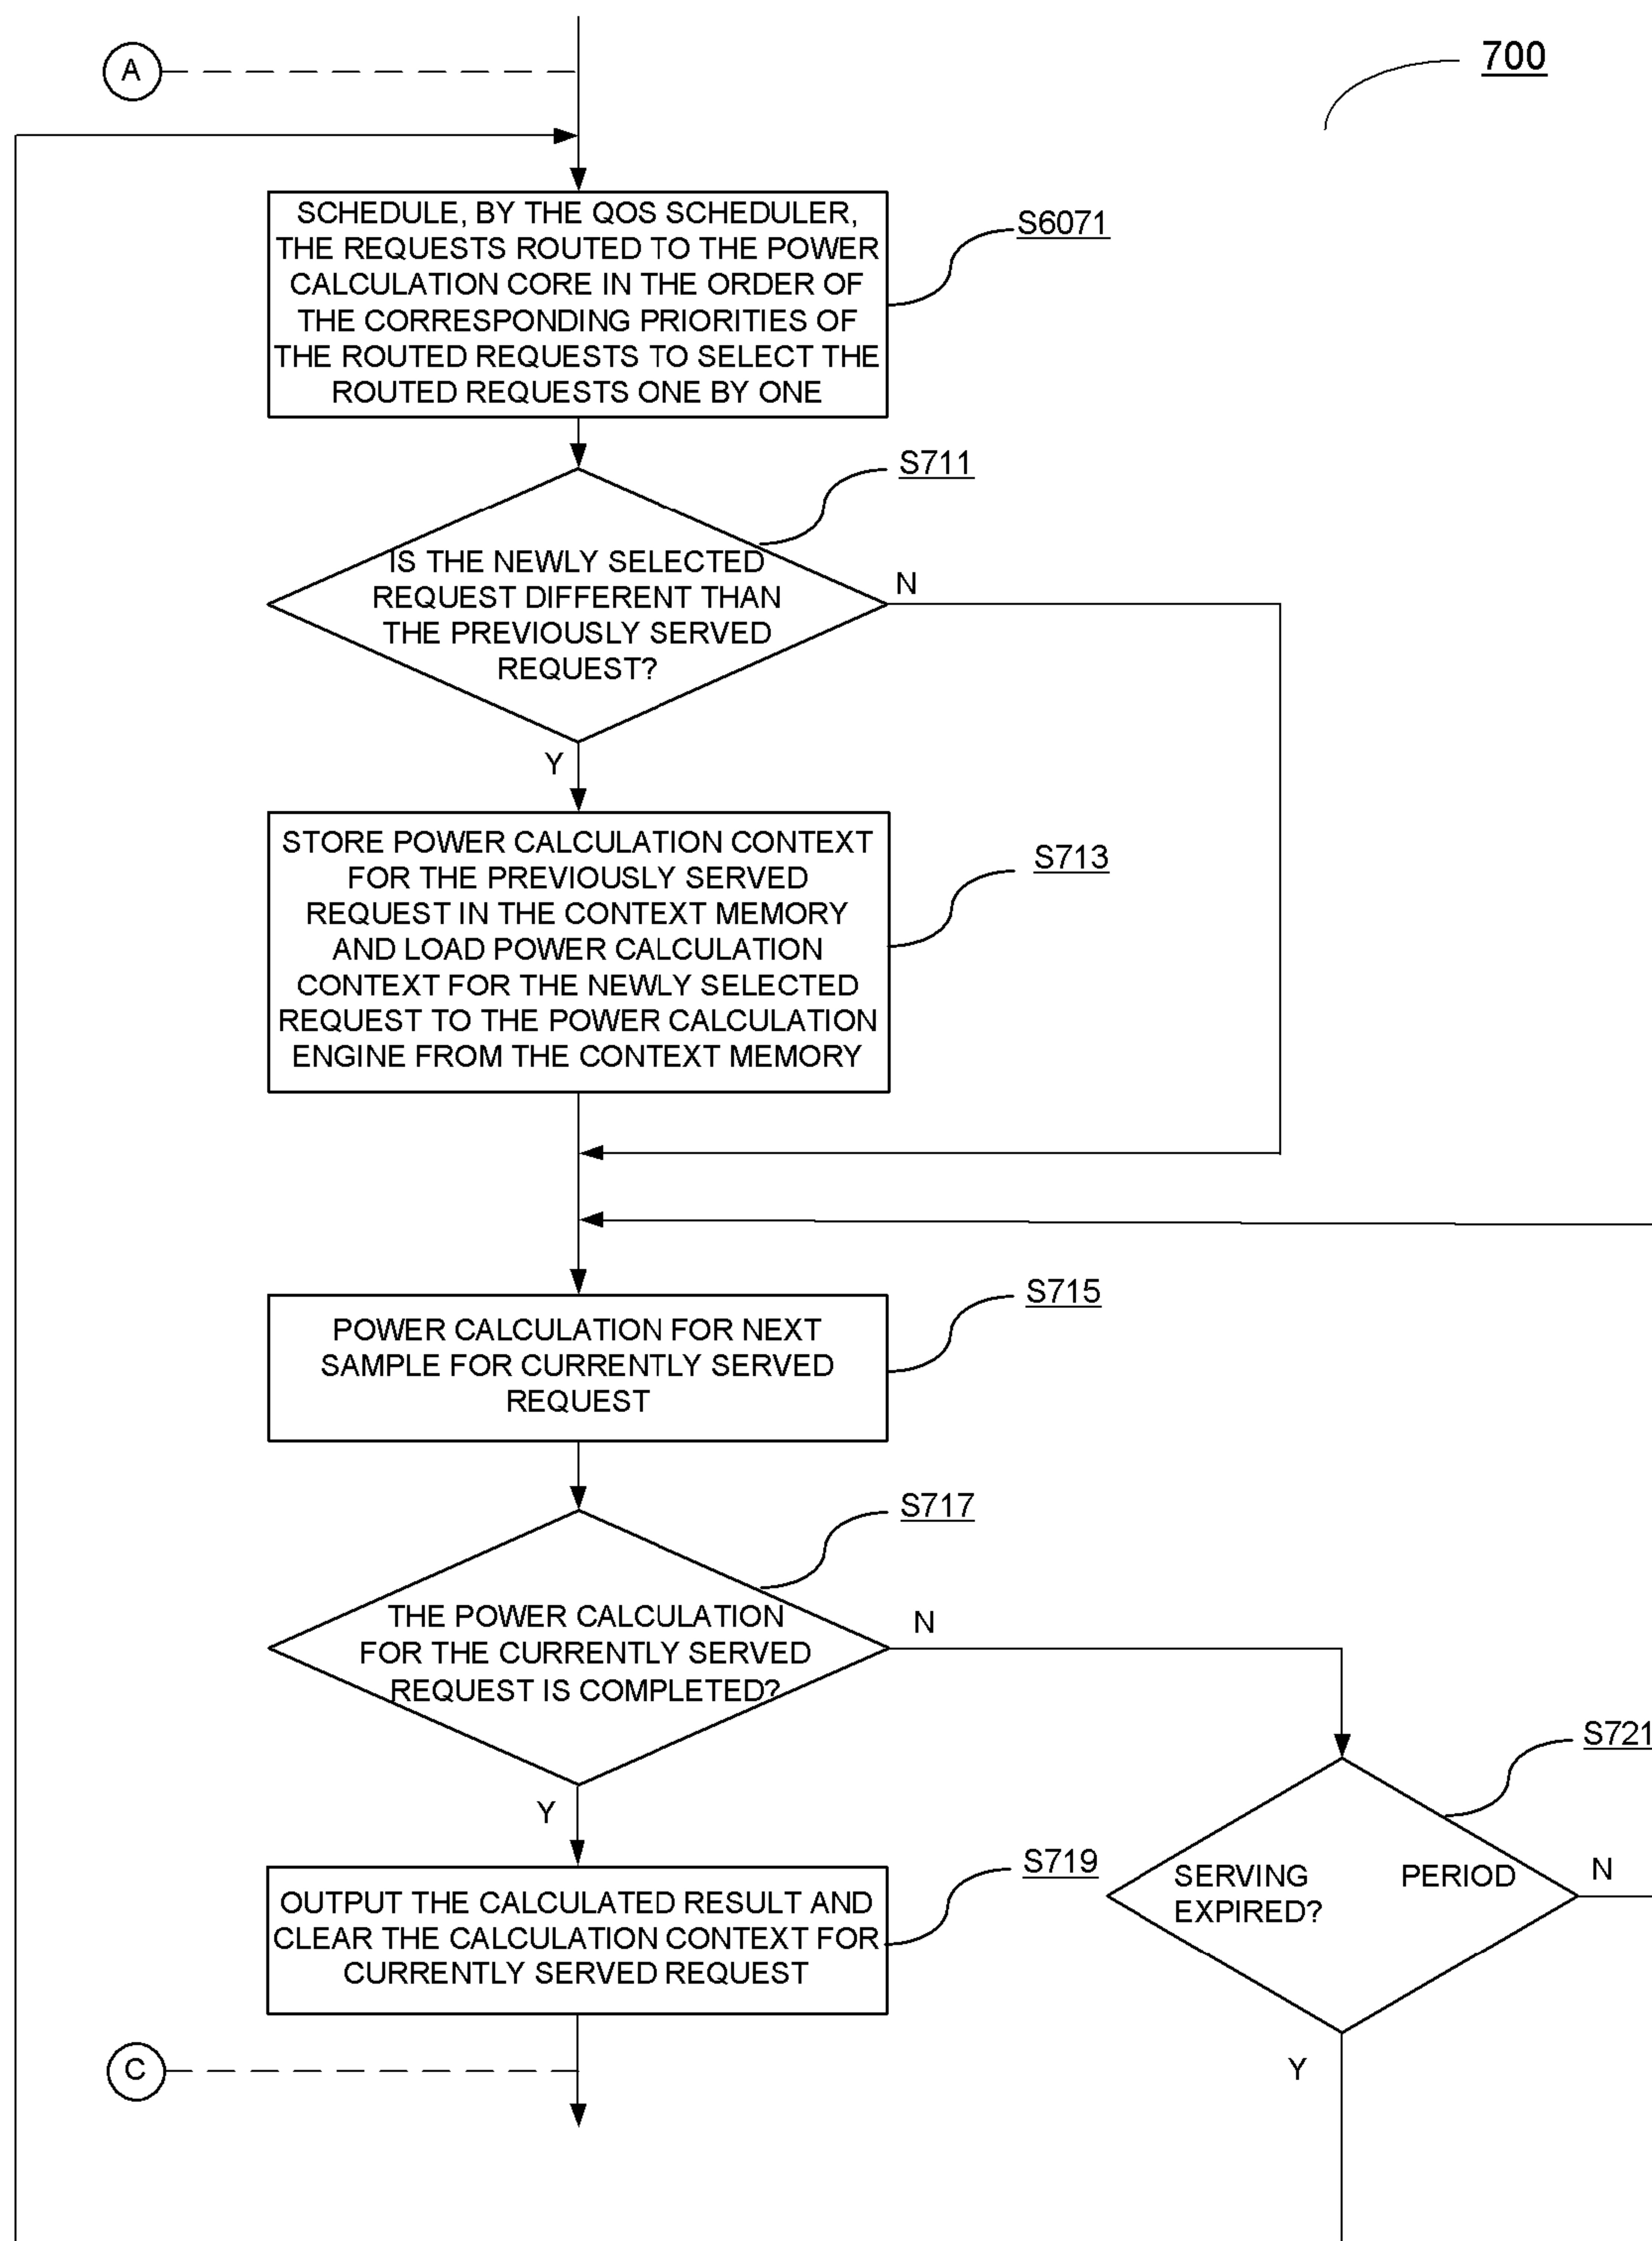 A
700
SCHEDULE, BY THE QOS SCHEDULER,
THE REQUESTS ROUTED TO THE POWER
CALCULATION CORE IN THE ORDER OF
THE CORRESPONDING PRIORITIES OF
THE ROUTED REQUESTS TO SELECT THE
ROUTED REQUESTS ONE BY ONE
S6071
S711
IS THE NEWLY SELECTED
REQUEST DIFFERENT THAN
THE PREVIOUSLY SERVED
REQUEST?
N
Y
STORE POWER CALCULATION CONTEXT
FOR THE PREVIOUSLY SERVED
REQUEST IN THE CONTEXT MEMORY
AND LOAD POWER CALCULATION
CONTEXT FOR THE NEWLY SELECTED
REQUEST TO THE POWER CALCULATION
ENGINE FROM THE CONTEXT MEMORY
S713
S715
POWER CALCULATION FOR NEXT
SAMPLE FOR CURRENTLY SERVED
REQUEST
S717
THE POWER CALCULATION
FOR THE CURRENTLY SERVED
REQUEST IS COMPLETED?
N
Y
S721
SERVING PERIOD
EXPIRED?
N
Y
S719
OUTPUT THE CALCULATED RESULT AND
CLEAR THE CALCULATION CONTEXT FOR
CURRENTLY SERVED REQUEST
C